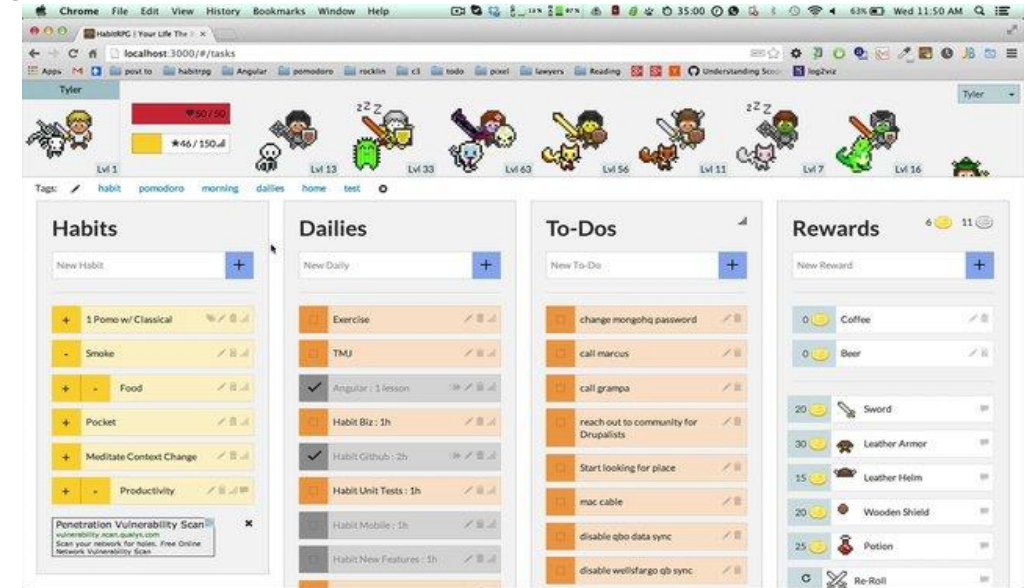 Chrome File Edit View History Bookmarks Window Help
35:00
63% Wed 11:50 AM
HabitRPG | Your Life The
localhost:3000/#/tasks
Apps
post to
habitrpg
Angular
pomodoro
rocklin
c3
todo
pixel
lawyers
Reading
log2viz
Tyler
50/50
46/150
Lvl 1
Lvl 13
zzz
Lvl 33
Lvl 63
Lvl 56
Lvl 11
zzz
Lvl 7
Lvl 16
Tyler
Tags: habit pomodoro morning dailies home test
Habits
New Habit +
+ 1 Pomo w/ Classical
- Smoke
+ - Food
+ Pocket
+ Meditate Context Change
+ - Productivity
Penetration Vulnerability Scan
vulnerability.scan.qualys.com
Scan your network for holes. Free Online
Network Vulnerability Scan
Dailies
New Daily +
Exercise
TMJ
Angular : 1 lesson
Habit Biz : 1h
Habit Github : 2h
Habit Unit Tests : 1h
Habit Mobile : 1h
Habit New Features : 1h
To-Dos
New To-Do +
change mongohq password
call marcus
call grampa
reach out to community for
Drupalists
Start looking for place
mac cable
disable qbo data sync
disable wellsfargo qb sync
Rewards
6 11
New Reward +
0 Coffee
0 Beer
20 Sword
30 Leather Armor
15 Leather Helm
20 Wooden Shield
25 Potion
Re-Roll